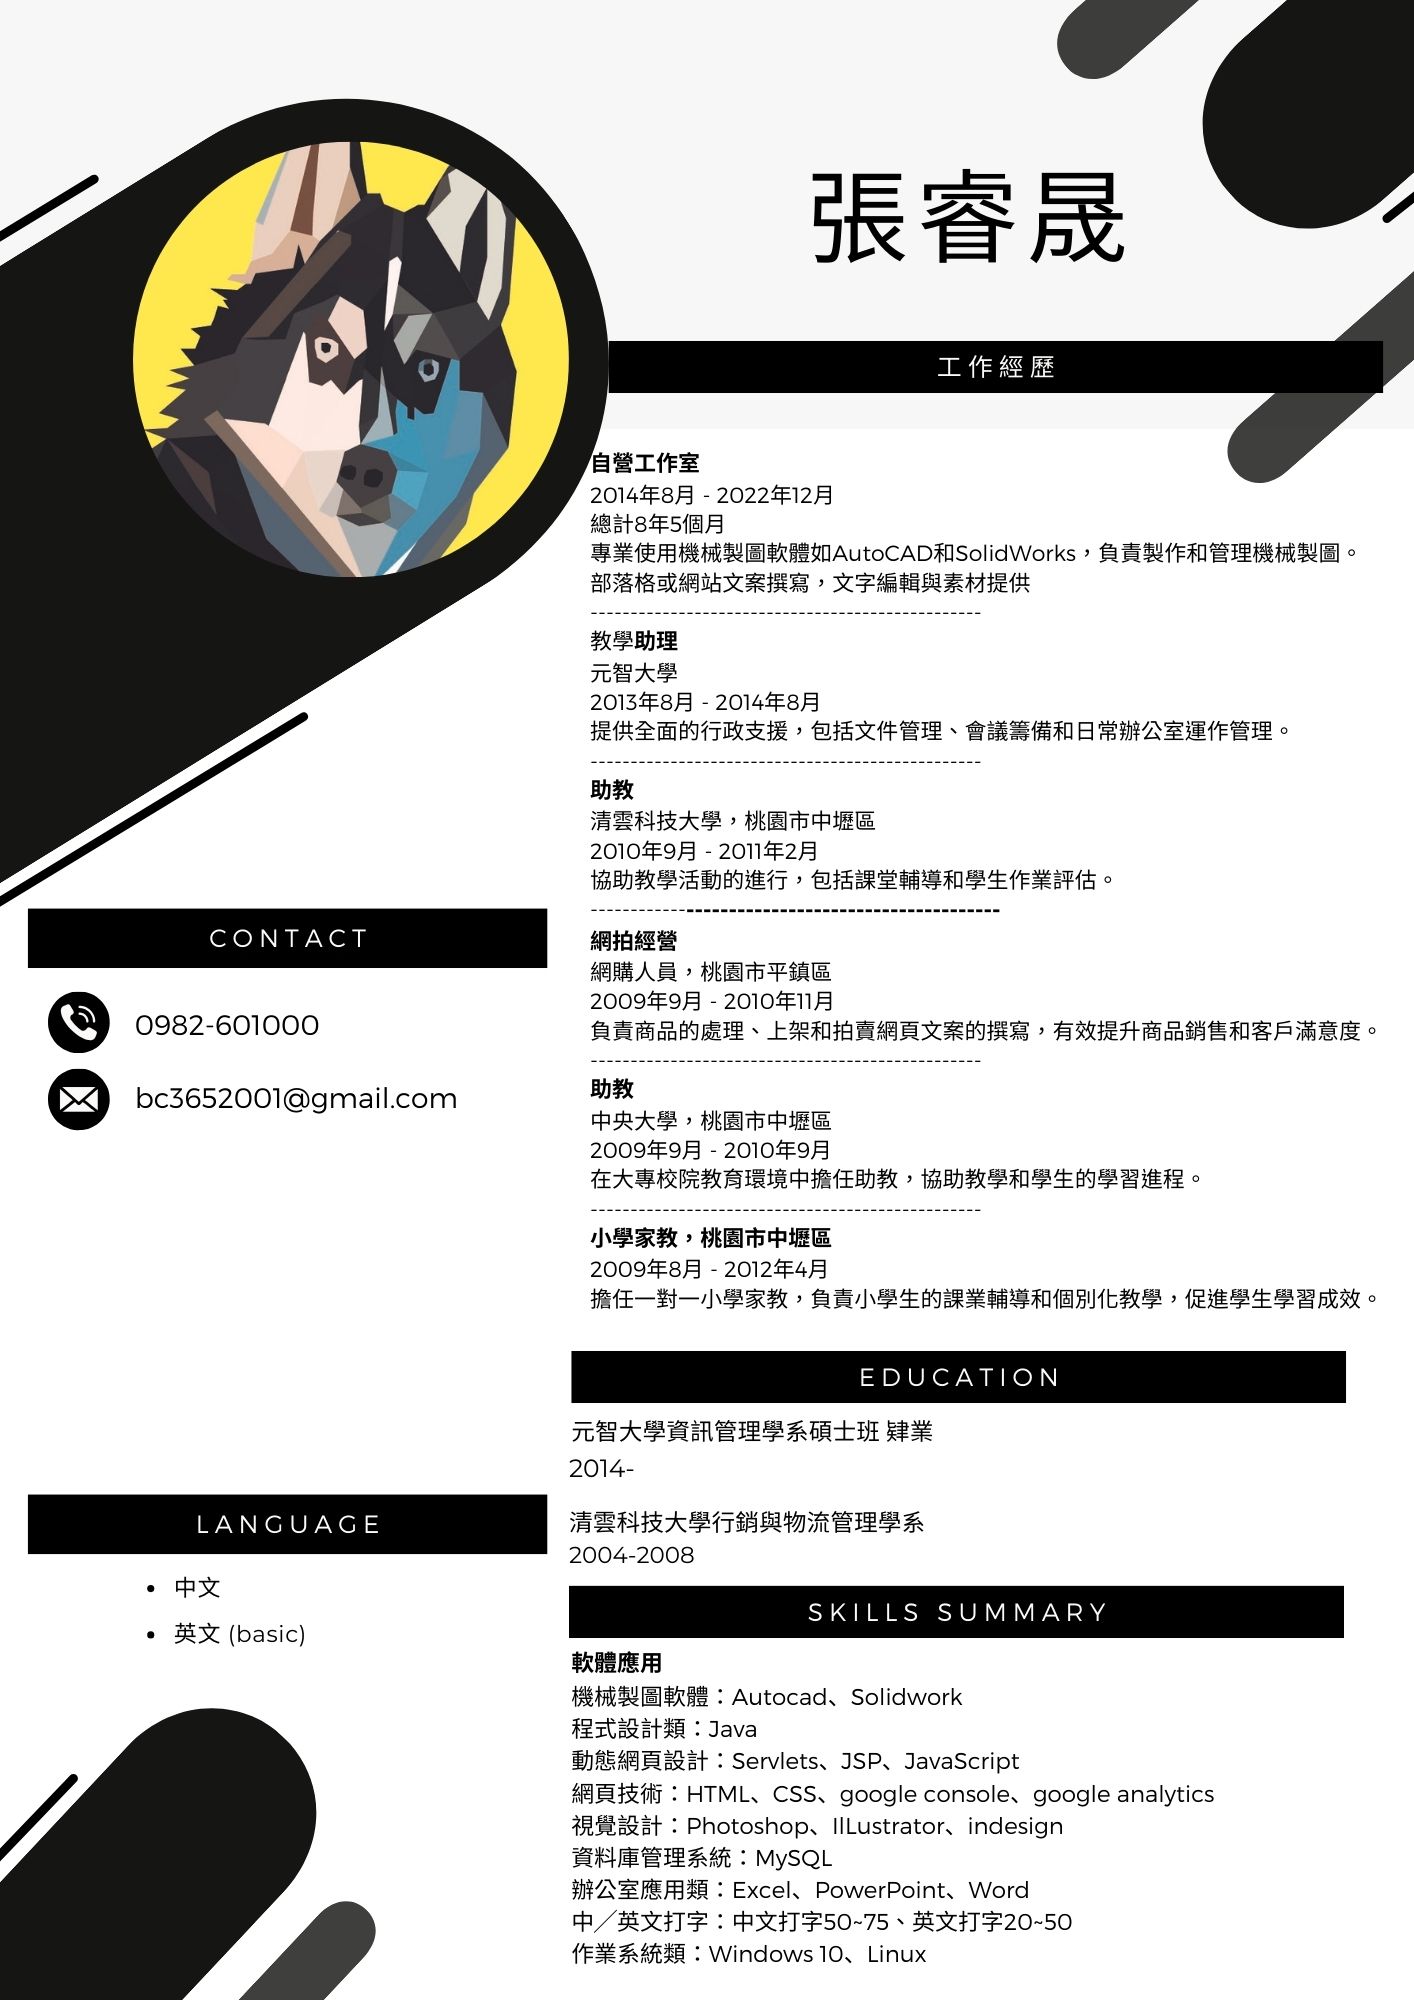 張睿晟
工作經歷
自營工作室
2014年8月 - 2022年12月
總計8年5個月
專業使用機械製圖軟體如AutoCAD和SolidWorks，負責製作和管理機械製圖。
部落格或網站文案撰寫，文字編輯與素材提供
-------------------------------------------------
教學助理
元智大學
2013年8月 - 2014年8月
提供全面的行政支援，包括文件管理、會議籌備和日常辦公室運作管理。
-------------------------------------------------
助教
清雲科技大學，桃園市中壢區
2010年9月 - 2011年2月
協助教學活動的進行，包括課堂輔導和學生作業評估。
-------------------------------------------------
網拍經營
網購人員，桃園市平鎮區
2009年9月 - 2010年11月
負責商品的處理、上架和拍賣網頁文案的撰寫，有效提升商品銷售和客戶滿意度。
-------------------------------------------------
助教
中央大學，桃園市中壢區
2009年9月 - 2010年9月
在大專校院教育環境中擔任助教，協助教學和學生的學習進程。
-------------------------------------------------
小學家教，桃園市中壢區
2009年8月 - 2012年4月
擔任一對一小學家教，負責小學生的課業輔導和個別化教學，促進學生學習成效。
CONTACT
0982-601000
bc3652001@gmail.com
LANGUAGE
• 中文
• 英文 (basic)
EDUCATION
元智大學資訊管理學系碩士班 肄業
2014-
清雲科技大學行銷與物流管理學系
2004-2008
SKILLS SUMMARY
軟體應用
機械製圖軟體：Autocad、Solidwork
程式設計類：Java
動態網頁設計：Servlets、JSP、JavaScript
網頁技術：HTML、CSS、google console、google analytics
視覺設計：Photoshop、IlLustrator、indesign
資料庫管理系統：MySQL
辦公室應用類：Excel、PowerPoint、Word
中╱英文打字：中文打字50~75、英文打字20~50
作業系統類：Windows 10、Linux